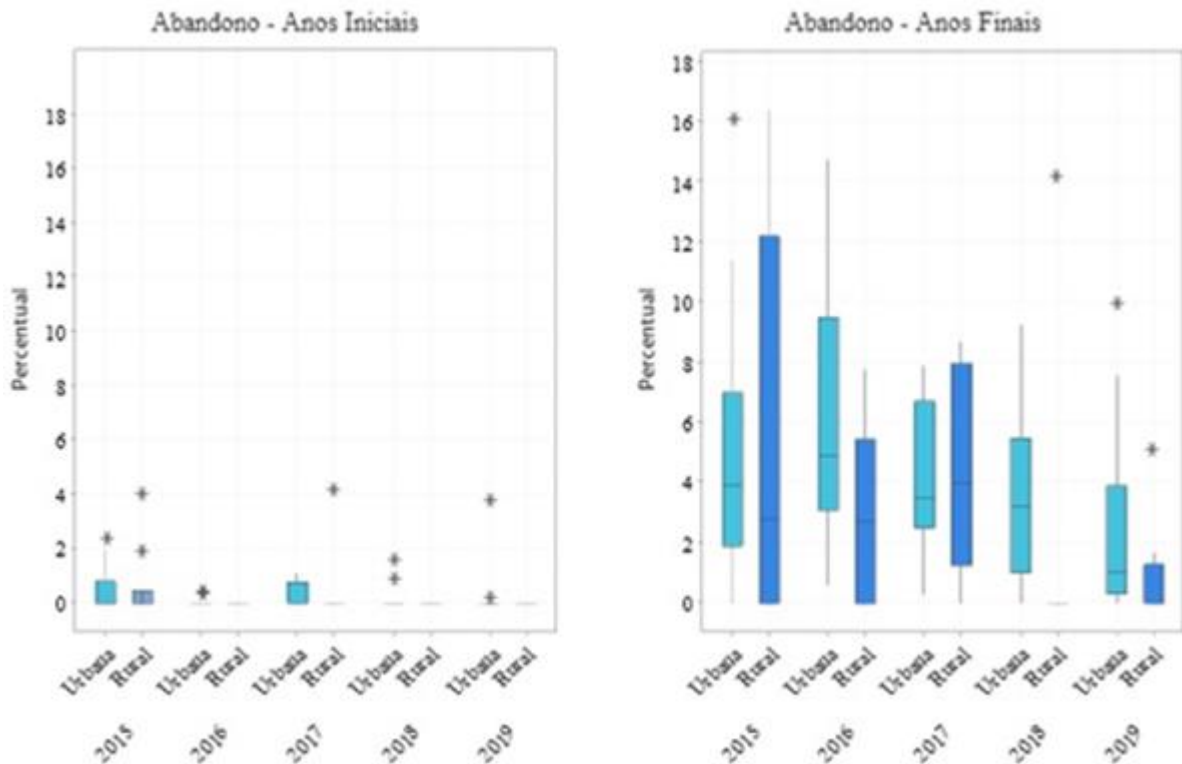 Abandono - Anos Iniciais
Percentual
18
16
14
12
10
8
6
4
2
0
Urbana Rural Urbana Rural Urbana Rural Urbana Rural Urbana Rural
2015 2016 2017 2018 2019
Abandono - Anos Finais
Percentual
18
16
14
12
10
8
6
4
2
0
Urbana Rural Urbana Rural Urbana Rural Urbana Rural Urbana Rural
2015 2016 2017 2018 2019